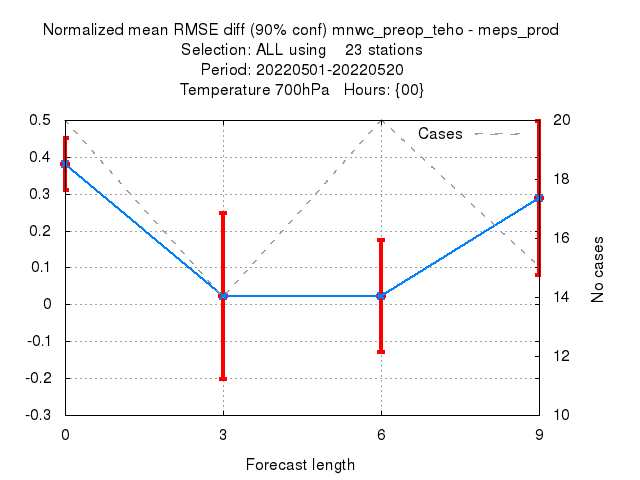 Normalized mean RMSE diff (90% conf) mnwc_preop_teho - meps_prod
Selection: ALL using    23 stations
Period: 20220501-20220520
Temperature 700hPa   Hours: {00}
Cases
0.5
0.4
0.3
0.2
0.1
0
-0.1
-0.2
-0.3
20
18
16
14
12
10
No cases
0 3 6 9
Forecast length